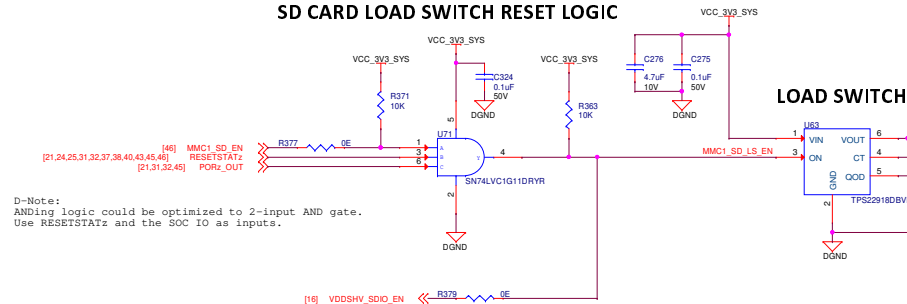 SD CARD LOAD SWITCH RESET LOGIC
VCC_3V3_SYS
VCC_3V3_SYS
VCC_3V3_SYS
VCC_3V3_SYS
C276
4.7uF
10V
C275
0.1uF
50V
DGND
C324
0.1uF
50V
DGND
R371
10K
R363
10K
LOAD SWITCH
U71
5
U63
[46] MMC1_SD_EN
R377 0E
1 A
[21,24,25,31,32,37,38,40,43,45,46] RESETSTATz
3 B
[21,31,32,45] PORz_OUT
6 C
Y 4
SN74LVC1G11DRYR
2
DGND
MMC1_SD_LS_EN
1 VIN
3 ON
GND
2
VOUT 6
CT 4
QOD 5
TPS22918DBV
DGND
D-Note:
ANDing logic could be optimized to 2-input AND gate.
Use RESETSTATz and the SOC IO as inputs.
[16] VDDSHV_SDIO_EN
R379 0E